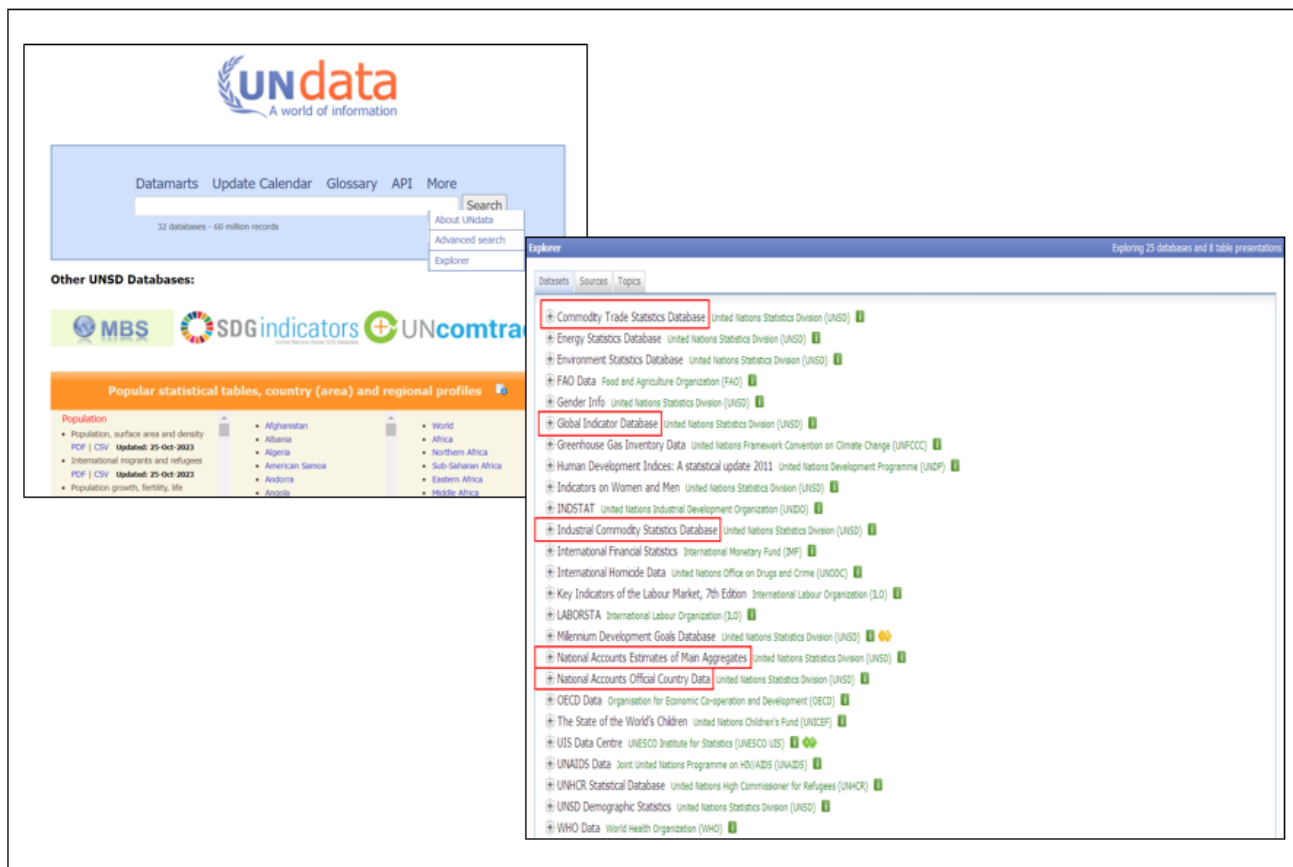 UNdata
A world of information
Datamarts Update Calendar Glossary API More
Search
32 databases - 60 million records
About UNdata
Advanced search
Explorer
Other UNSD Databases:
MBS
SDG indicators
United Nations Global SDG Database
UNcomtra
Popular statistical tables, country (area) and regional profiles
Population
• Population, surface area and density
PDF | CSV Updated: 25-Oct-2023
• International migrants and refugees
PDF | CSV Updated: 25-Oct-2023
• Population growth, fertility, life
• Afghanistan
• Albania
• Algeria
• American Samoa
• Andorra
• Angola
• World
• Africa
• Northern Africa
• Sub-Saharan Africa
• Eastern Africa
• Middle Africa
Explorer Exploring 25 databases and 8 table presentations
Datasets Sources Topics
Commodity Trade Statistics Database United Nations Statistics Division (UNSD)
Energy Statistics Database United Nations Statistics Division (UNSD)
Environment Statistics Database United Nations Statistics Division (UNSD)
FAO Data Food and Agriculture Organization (FAO)
Gender Info United Nations Statistics Division (UNSD)
Global Indicator Database United Nations Statistics Division (UNSD)
Greenhouse Gas Inventory Data United Nations Framework Convention on Climate Change (UNFCCC)
Human Development Indices: A statistical update 2011 United Nations Development Programme (UNDP)
Indicators on Women and Men United Nations Statistics Division (UNSD)
INDSTAT United Nations Industrial Development Organization (UNIDO)
Industrial Commodity Statistics Database United Nations Statistics Division (UNSD)
International Financial Statistics International Monetary Fund (IMF)
International Homicide Data United Nations Office on Drugs and Crime (UNODC)
Key Indicators of the Labour Market, 7th Edition International Labour Organization (ILO)
LABORSTA International Labour Organization (ILO)
Millennium Development Goals Database United Nations Statistics Division (UNSD)
National Accounts Estimates of Main Aggregates United Nations Statistics Division (UNSD)
National Accounts Official Country Data United Nations Statistics Division (UNSD)
OECD Data Organisation for Economic Co-operation and Development (OECD)
The State of the World's Children United Nations Children's Fund (UNICEF)
UIS Data Centre UNESCO Institute for Statistics (UNESCO UIS)
UNAIDS Data Joint United Nations Programme on HIV/AIDS (UNAIDS)
UNHCR Statistical Database United Nations High Commissioner for Refugees (UNHCR)
UNSD Demographic Statistics United Nations Statistics Division (UNSD)
WHO Data World Health Organization (WHO)